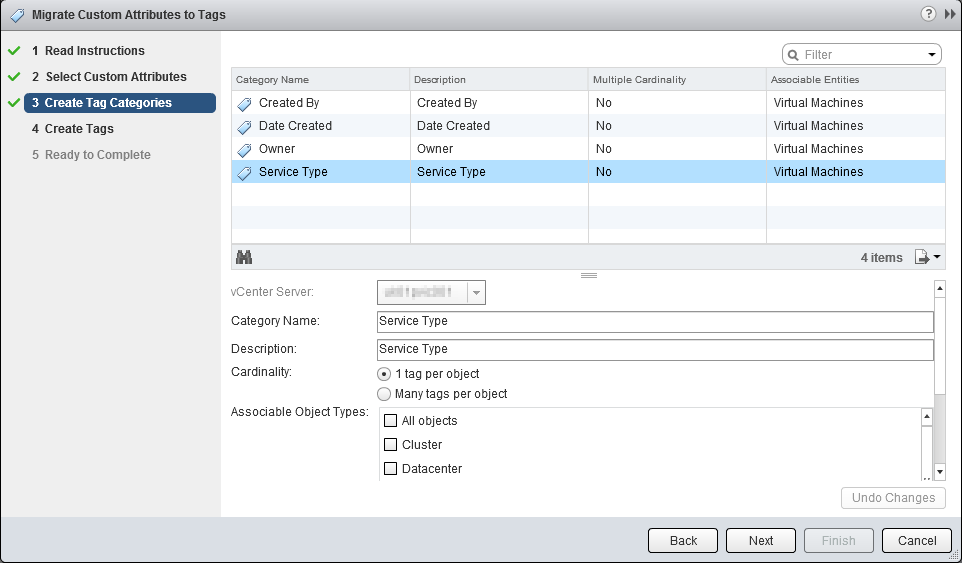 Migrate Custom Attributes to Tags
1 Read Instructions
2 Select Custom Attributes
3 Create Tag Categories
4 Create Tags
5 Ready to Complete
Filter
Category Name Description Multiple Cardinality Associable Entities
Created By Created By No Virtual Machines
Date Created Date Created No Virtual Machines
Owner Owner No Virtual Machines
Service Type Service Type No Virtual Machines
4 items
vCenter Server:
Category Name: Service Type
Description: Service Type
Cardinality: 1 tag per object
Many tags per object
Associable Object Types: All objects
Cluster
Datacenter
Undo Changes
Back Next Finish Cancel